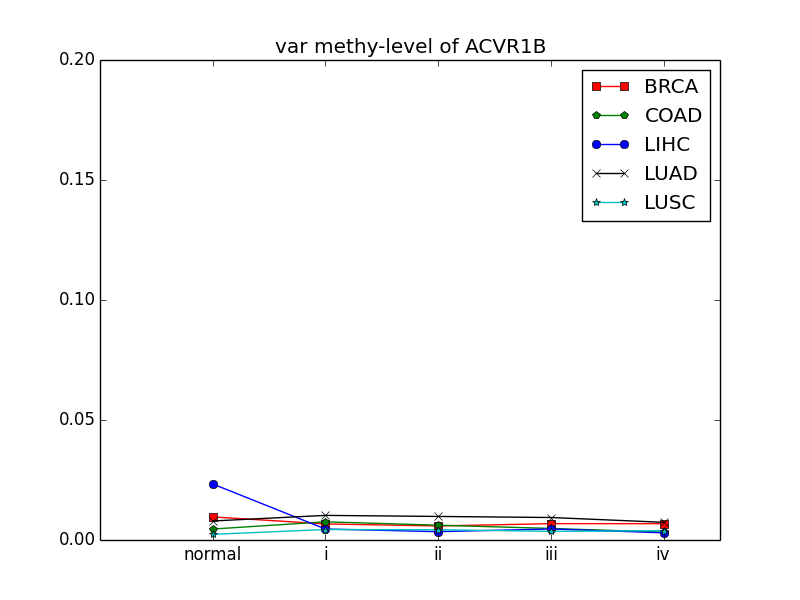 var methy-level of ACVR1B
0.20
0.15
0.10
0.05
0.00
BRCA
COAD
LIHC
LUAD
LUSC
normal i ii iii iv